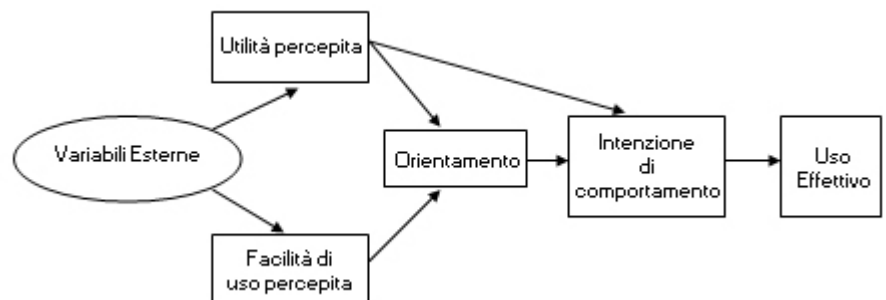 Utilità percepita
Variabili Esterne
Orientamento
Intenzione
di
comportamento
Uso
Effettivo
Facilità di
uso percepita